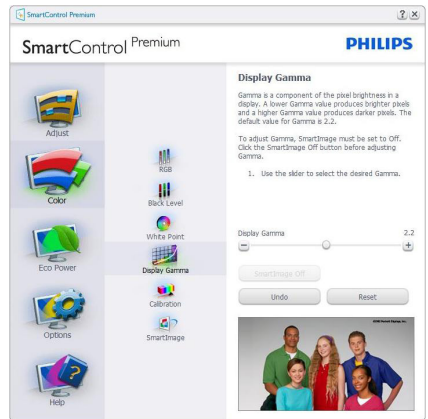 SmartControl Premium
SmartControl Premium
PHILIPS
Adjust
Color
Eco Power
Options
Help
RGB
Black Level
White Point
Display Gamma
Calibration
SmartImage
Display Gamma
Gamma is a component of the pixel brightness in a
display. A lower Gamma value produces brighter pixels
and a higher Gamma value produces darker pixels. The
default value for Gamma is 2.2.
To adjust Gamma, SmartImage must be set to Off.
Click the SmartImage Off button before adjusting
Gamma.
1. Use the slider to select the desired Gamma.
Display Gamma 2.2
SmartImage Off
Undo
Reset